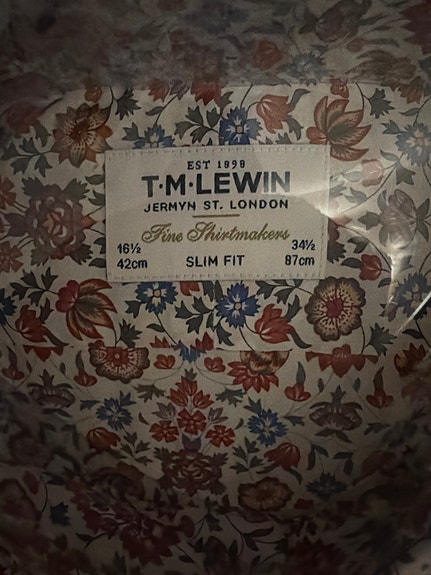 EST 1898
T·M·LEWIN
JERMYN ST. LONDON
Fine Shirtmakers
16½ 34½
42cm SLIM FIT 87cm